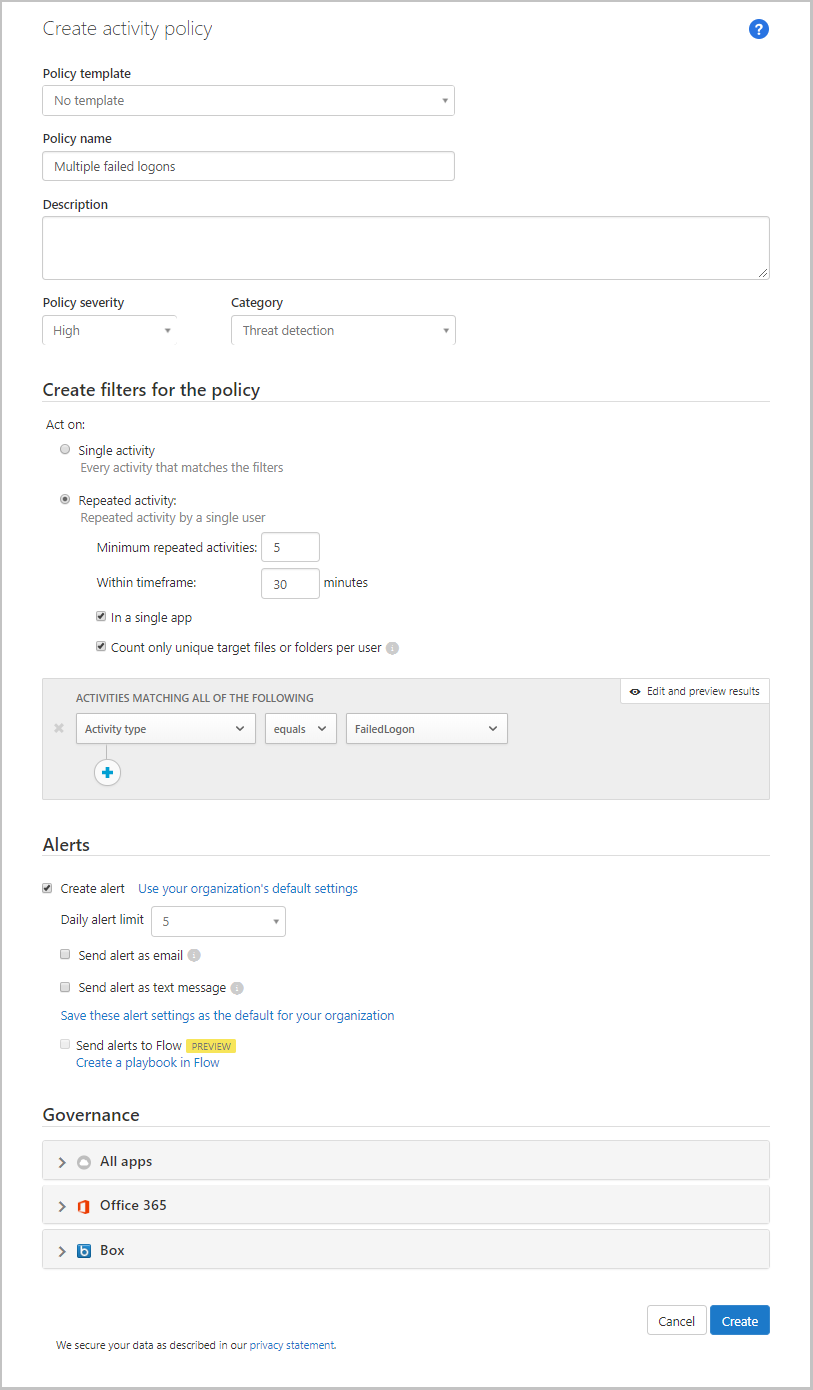 Create activity policy
?
Policy template
No template
Policy name
Multiple failed logons
Description
Policy severity
Category
High
Threat detection
Create filters for the policy
Act on:
Single activity
Every activity that matches the filters
Repeated activity:
Repeated activity by a single user
Minimum repeated activities: 5
Within timeframe: 30 minutes
In a single app
Count only unique target files or folders per user i
ACTIVITIES MATCHING ALL OF THE FOLLOWING
Edit and preview results
Activity type equals FailedLogon
Alerts
Create alert Use your organization's default settings
Daily alert limit 5
Send alert as email i
Send alert as text message i
Save these alert settings as the default for your organization
Send alerts to Flow PREVIEW
Create a playbook in Flow
Governance
All apps
Office 365
b Box
Cancel Create
We secure your data as described in our privacy statement.